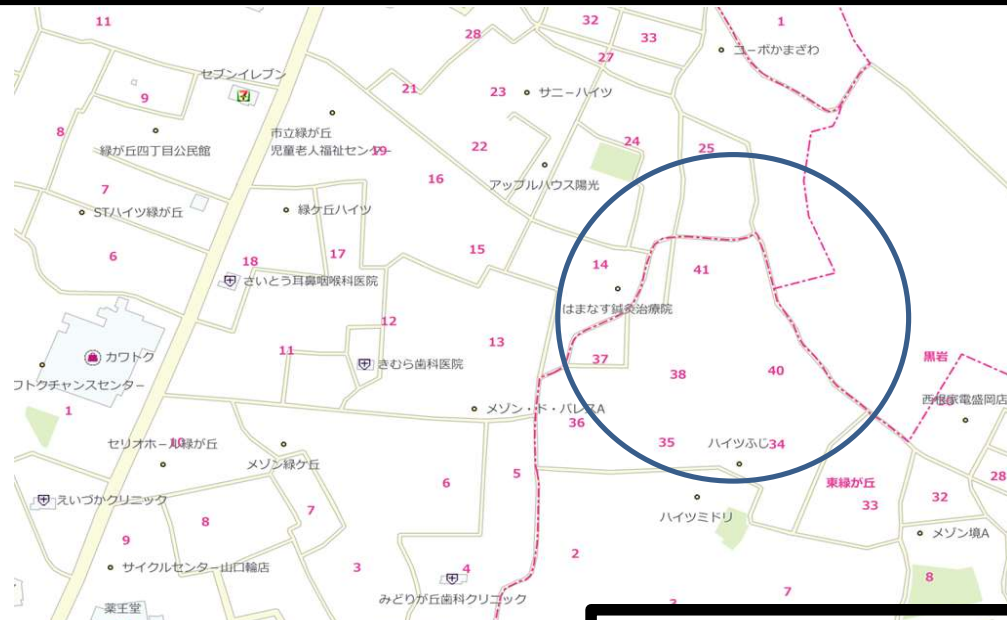 11
32
1
28
33
コーポかまざわ
27
セブンイレブン
9
21
23
サニーハイツ
8
市立緑が丘
児童老人福祉センター
19
緑が丘四丁目公民館
22
24
25
7
16
アップルハウス陽光
STハイツ緑が丘
緑ケ丘ハイツ
6
18
17
15
14
41
さいとう耳鼻咽喉科医院
はまなす鍼灸治療院
12
11
13
きむら歯科医院
37
カワトク
38
40
黒岩
フトクチャンスセンター
1
メゾン・ド・パレスA
36
西根家電盛岡店
セリオホール緑が丘
10
35
ハイツふじ
34
メゾン緑ケ丘
6
5
東緑が丘
33
32
28
えいづかクリニック
8
7
ハイツミドリ
9
メゾン境A
サイクルセンター山口輪店
3
4
2
8
みどりが丘歯科クリニック
7
薬王堂